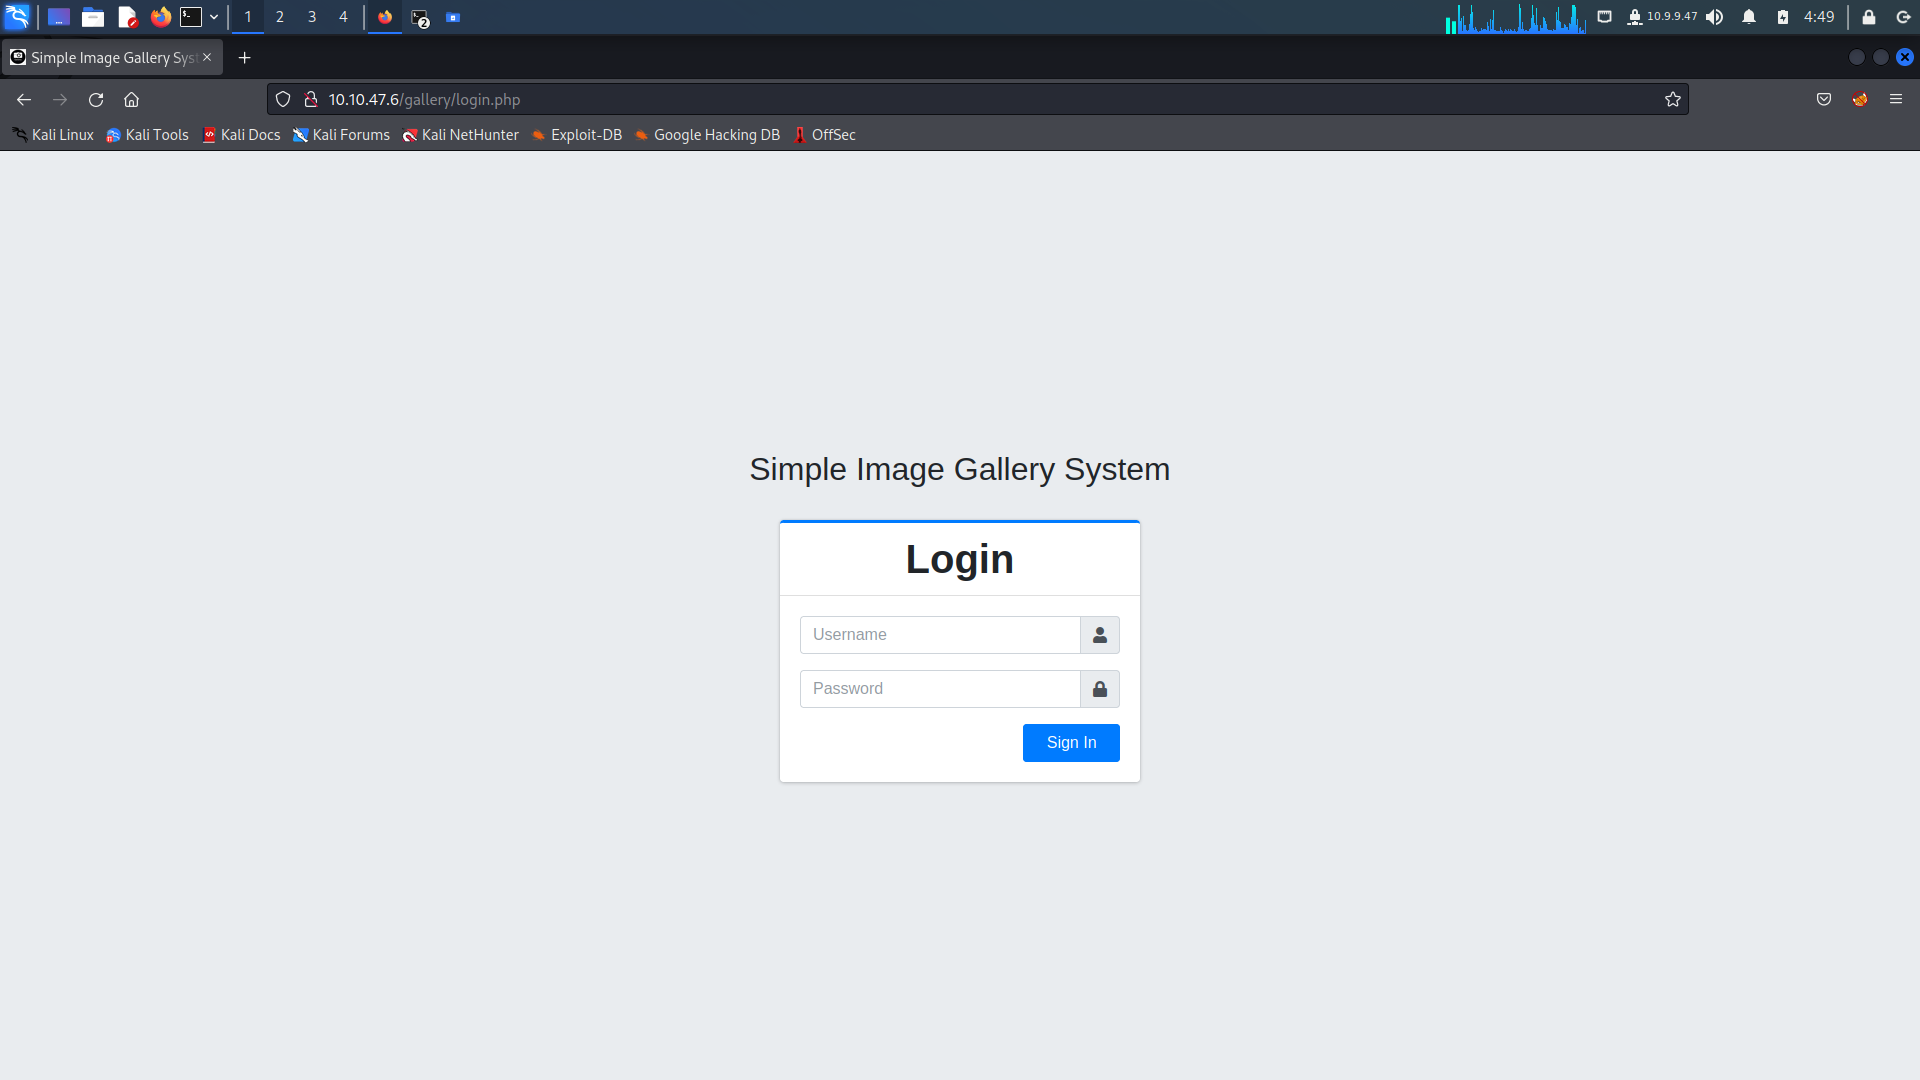 1 2 3 4 2 10.9.9.47 4:49
Simple Image Gallery Syst
10.10.47.6/gallery/login.php
Kali Linux Kali Tools Kali Docs Kali Forums Kali NetHunter Exploit-DB Google Hacking DB OffSec
Simple Image Gallery System
Login
Username
Password
Sign In